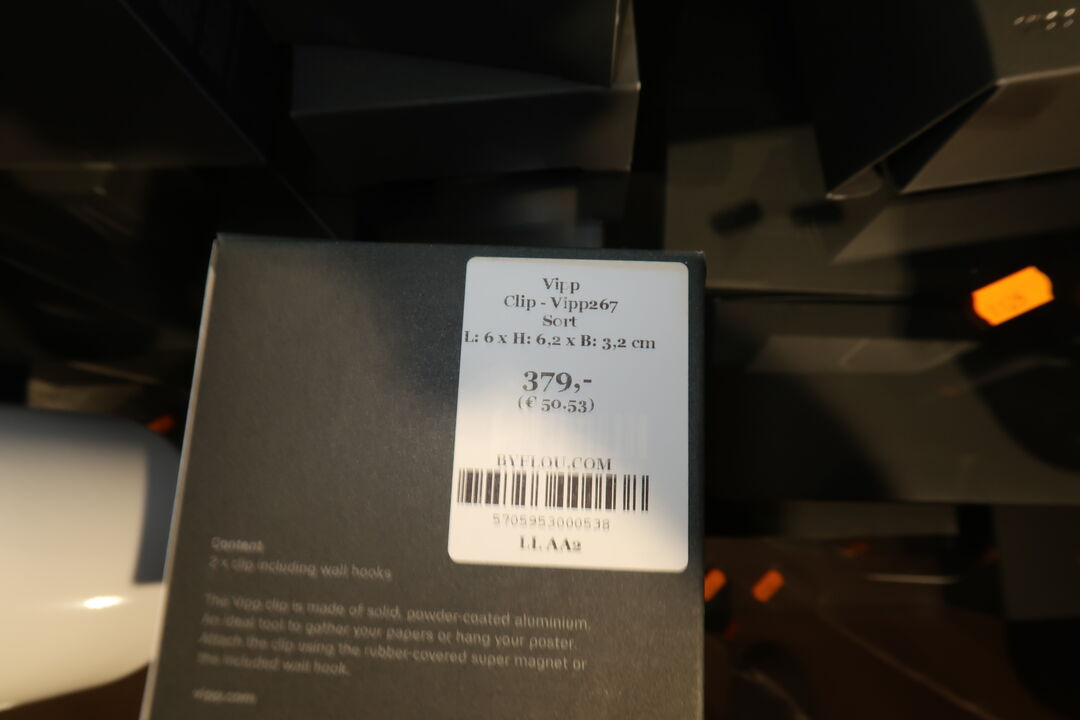 Vipp
Clip - Vipp267
Sort
L: 6 x H: 6,2 x B: 3,2 cm
379,-
(€ 50.53)
BYFLOU.COM
5705953000538
LL AA2
Content
2 x clip including wall hooks
The Vipp clip is made of solid, powder-coated aluminium.
An ideal tool to gather your papers or hang your poster.
Attach the clip using the rubber-covered super magnet or
the included wall hook.
vipp.com